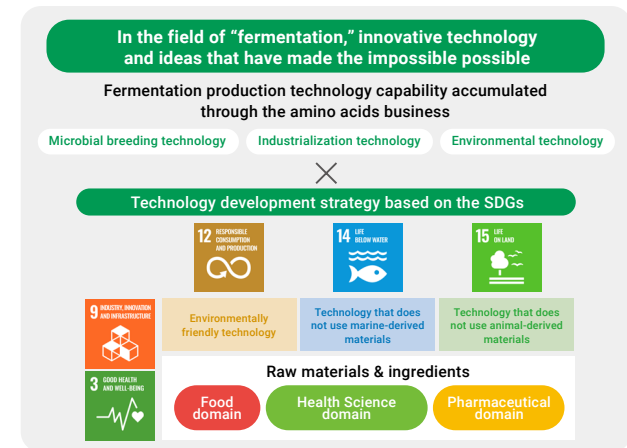 In the field of “fermentation,” innovative technology
and ideas that have made the impossible possible
Fermentation production technology capability accumulated
through the amino acids business
Microbial breeding technology
Industrialization technology
Environmental technology
Technology development strategy based on the SDGs
12 RESPONSIBLE
CONSUMPTION
AND PRODUCTION
14 LIFE
BELOW WATER
15 LIFE
ON LAND
9 INDUSTRY, INNOVATION
AND INFRASTRUCTURE
Environmentally
friendly technology
Technology that does
not use marine-derived
materials
Technology that does
not use animal-derived
materials
3 GOOD HEALTH
AND WELL-BEING
Raw materials & ingredients
Food
domain
Health Science
domain
Pharmaceutical
domain